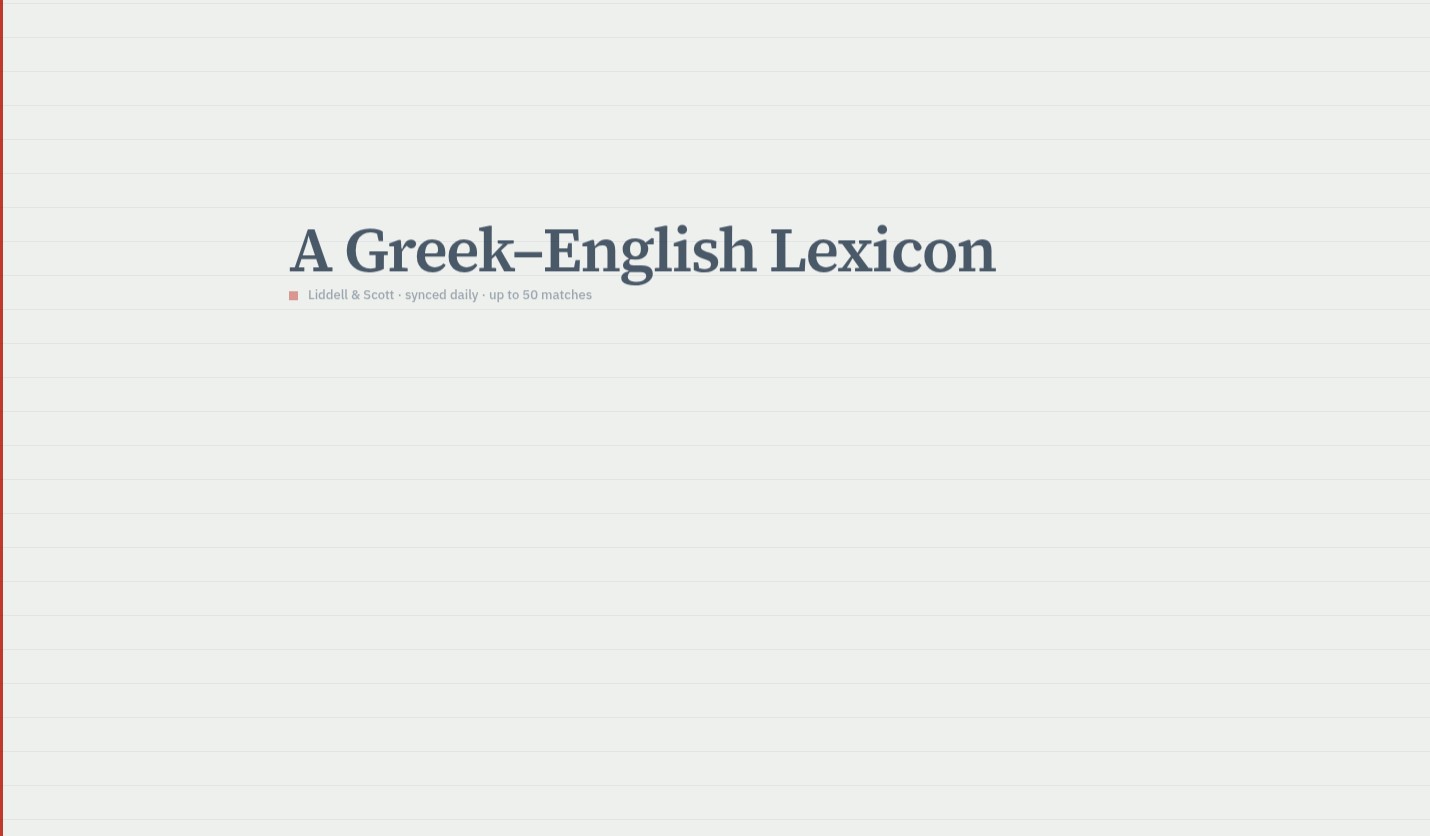 A Greek–English Lexicon
Liddell & Scott · synced daily · up to 50 matches